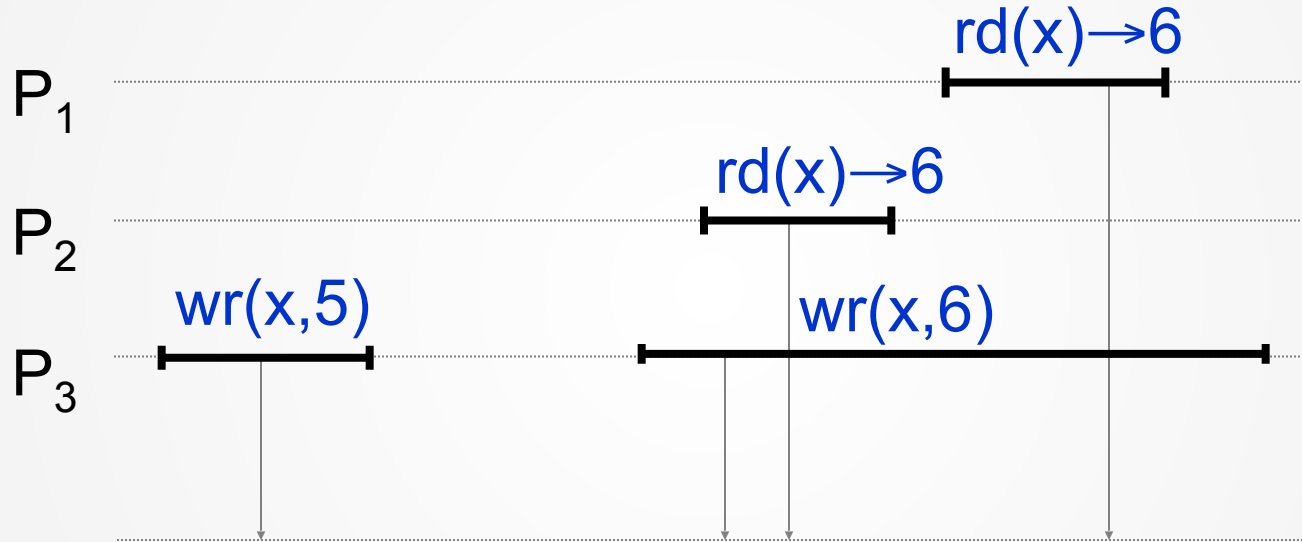 rd(x)→6
P₁
rd(x)→6
P₂
wr(x,5)
wr(x,6)
P₃